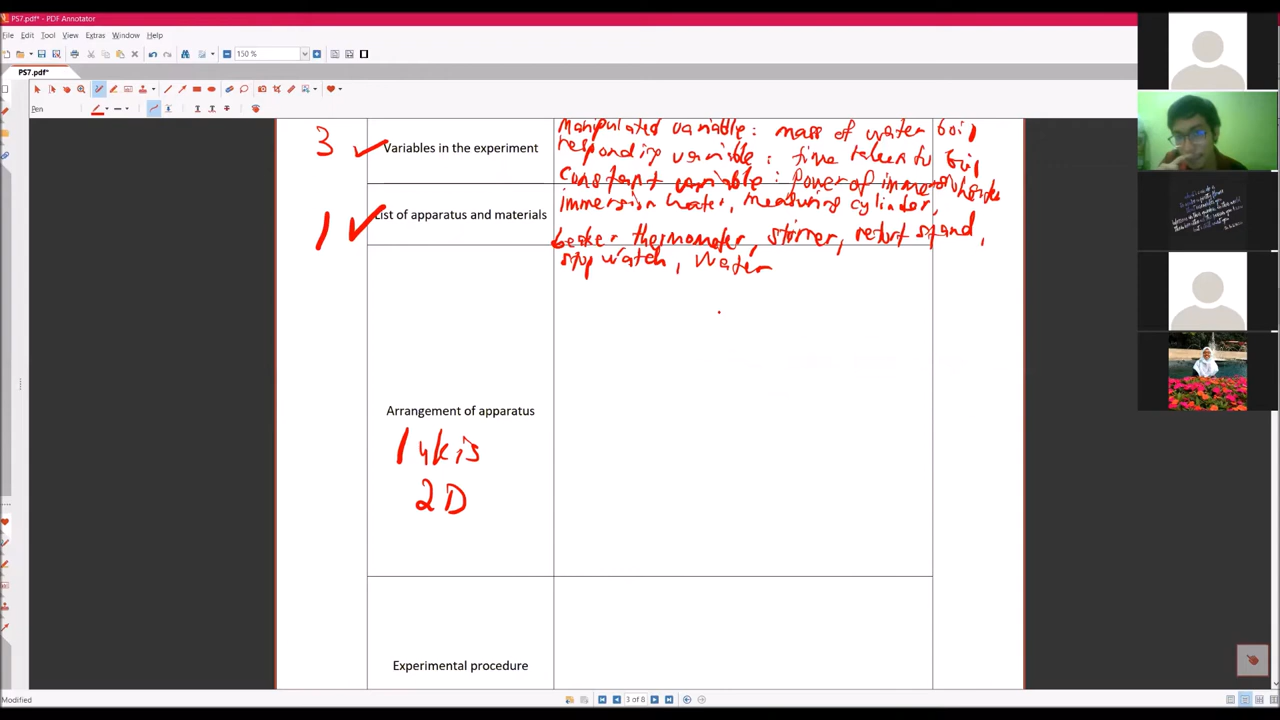 PS7.pdf* - PDF Annotator
File Edit Tool View Extras Window Help
150 %
PS7.pdf*
Pen
3 Variables in the experiment
Manipulated variable : mass of water boil
responding variable : time taken to boil
constant variable : power of immersion heater
1 List of apparatus and materials
immersion heater, measuring cylinder,
beaker thermometer, stirrer, retort stand,
stop watch, Water
Arrangement of apparatus
1
2D
Experimental procedure
Modified
3 of 8